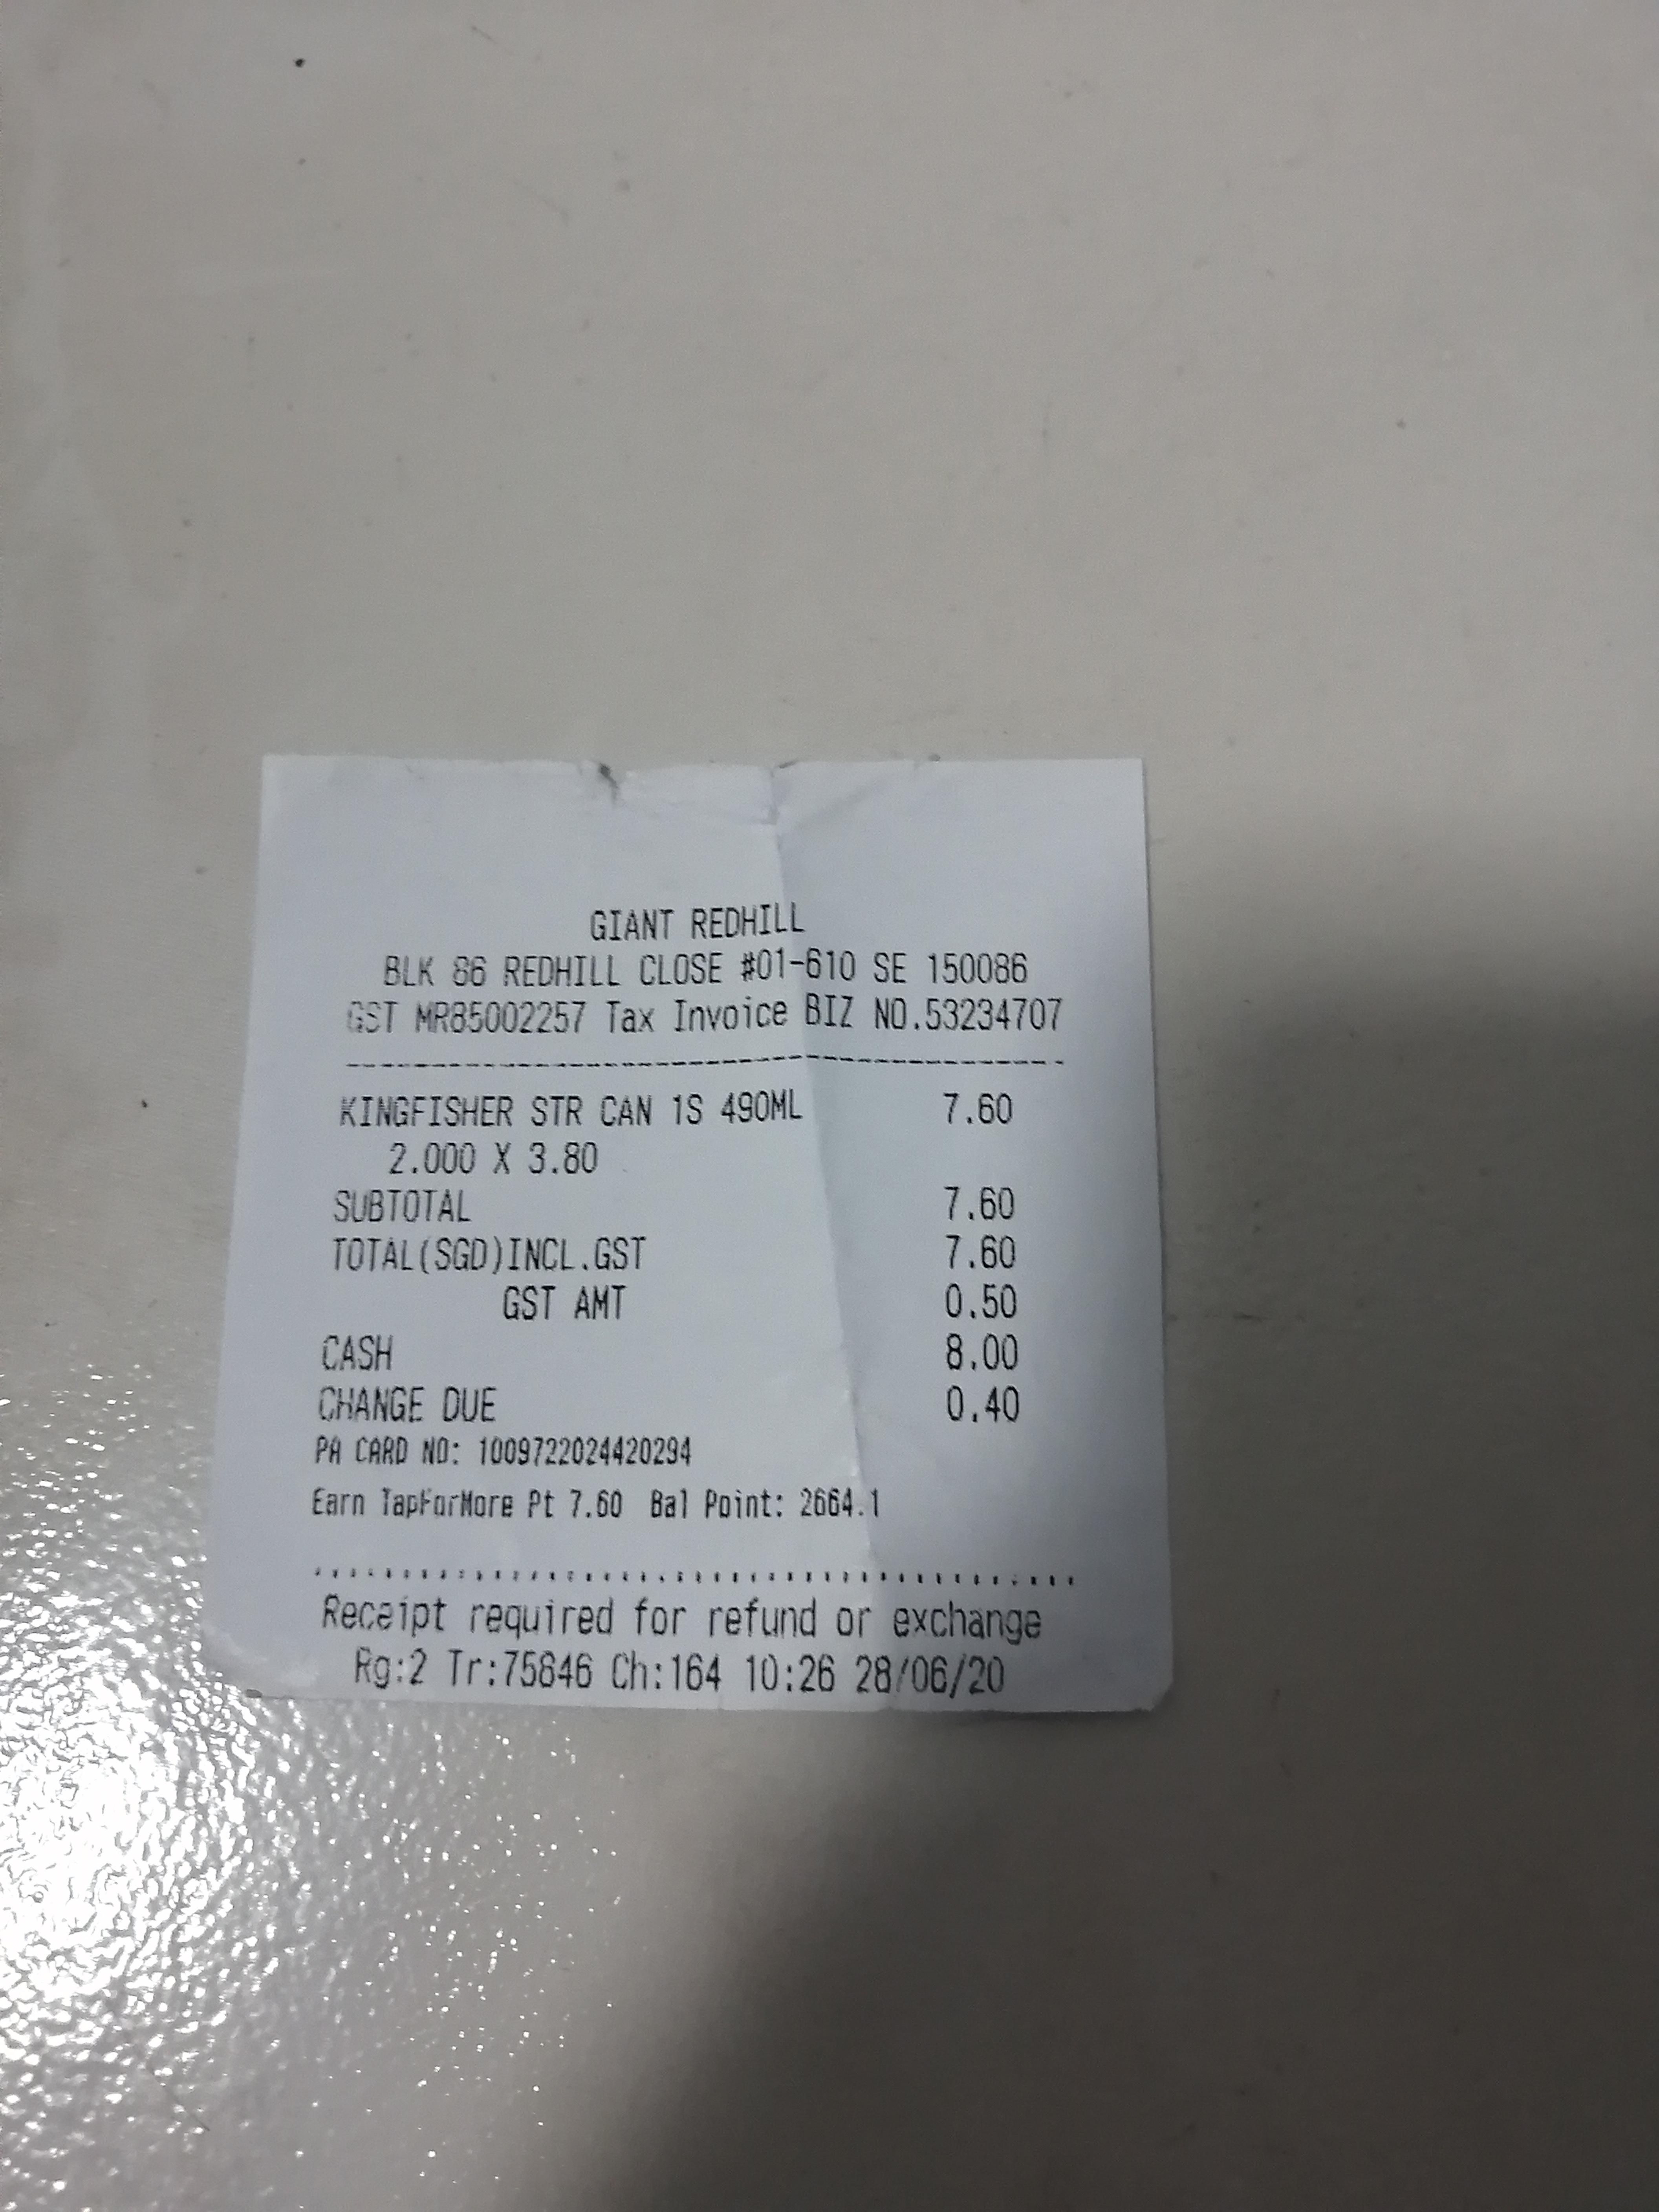 GIANT REDHILL
BLK 86 REDHILL CLOSE #01-610 SE 150086
GST MR85002257 Tax Invoice BIZ NO.53234707
KINGFISHER STR CAN 1S 490ML 7.60
2.000 X 3.80
SUBTOTAL 7.60
TOTAL(SGD)INCL.GST 7.60
GST AMT 0.50
CASH 8.00
CHANGE DUE 0.40
PA CARD NO: 1009722024420294
Earn TapForMore Pt 7.60 Bal Point: 2664.1
Receipt required for refund or exchange
Rg:2 Tr:75846 Ch:164 10:26 28/06/20